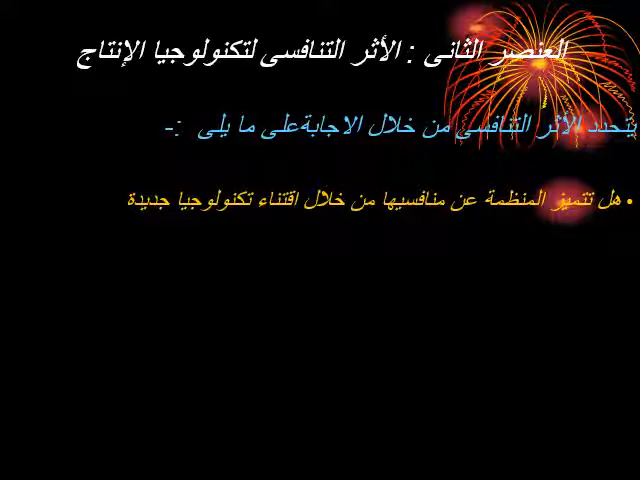 العنصر الثانى : الأثر التنافسى لتكنولوجيا الإنتاج
يتحدد الاثر التنافسى من خلال الاجابةعلى ما يلى :-
• هل تتميز المنظمة عن منافسيها من خلال اقتناء تكنولوجيا جديدة